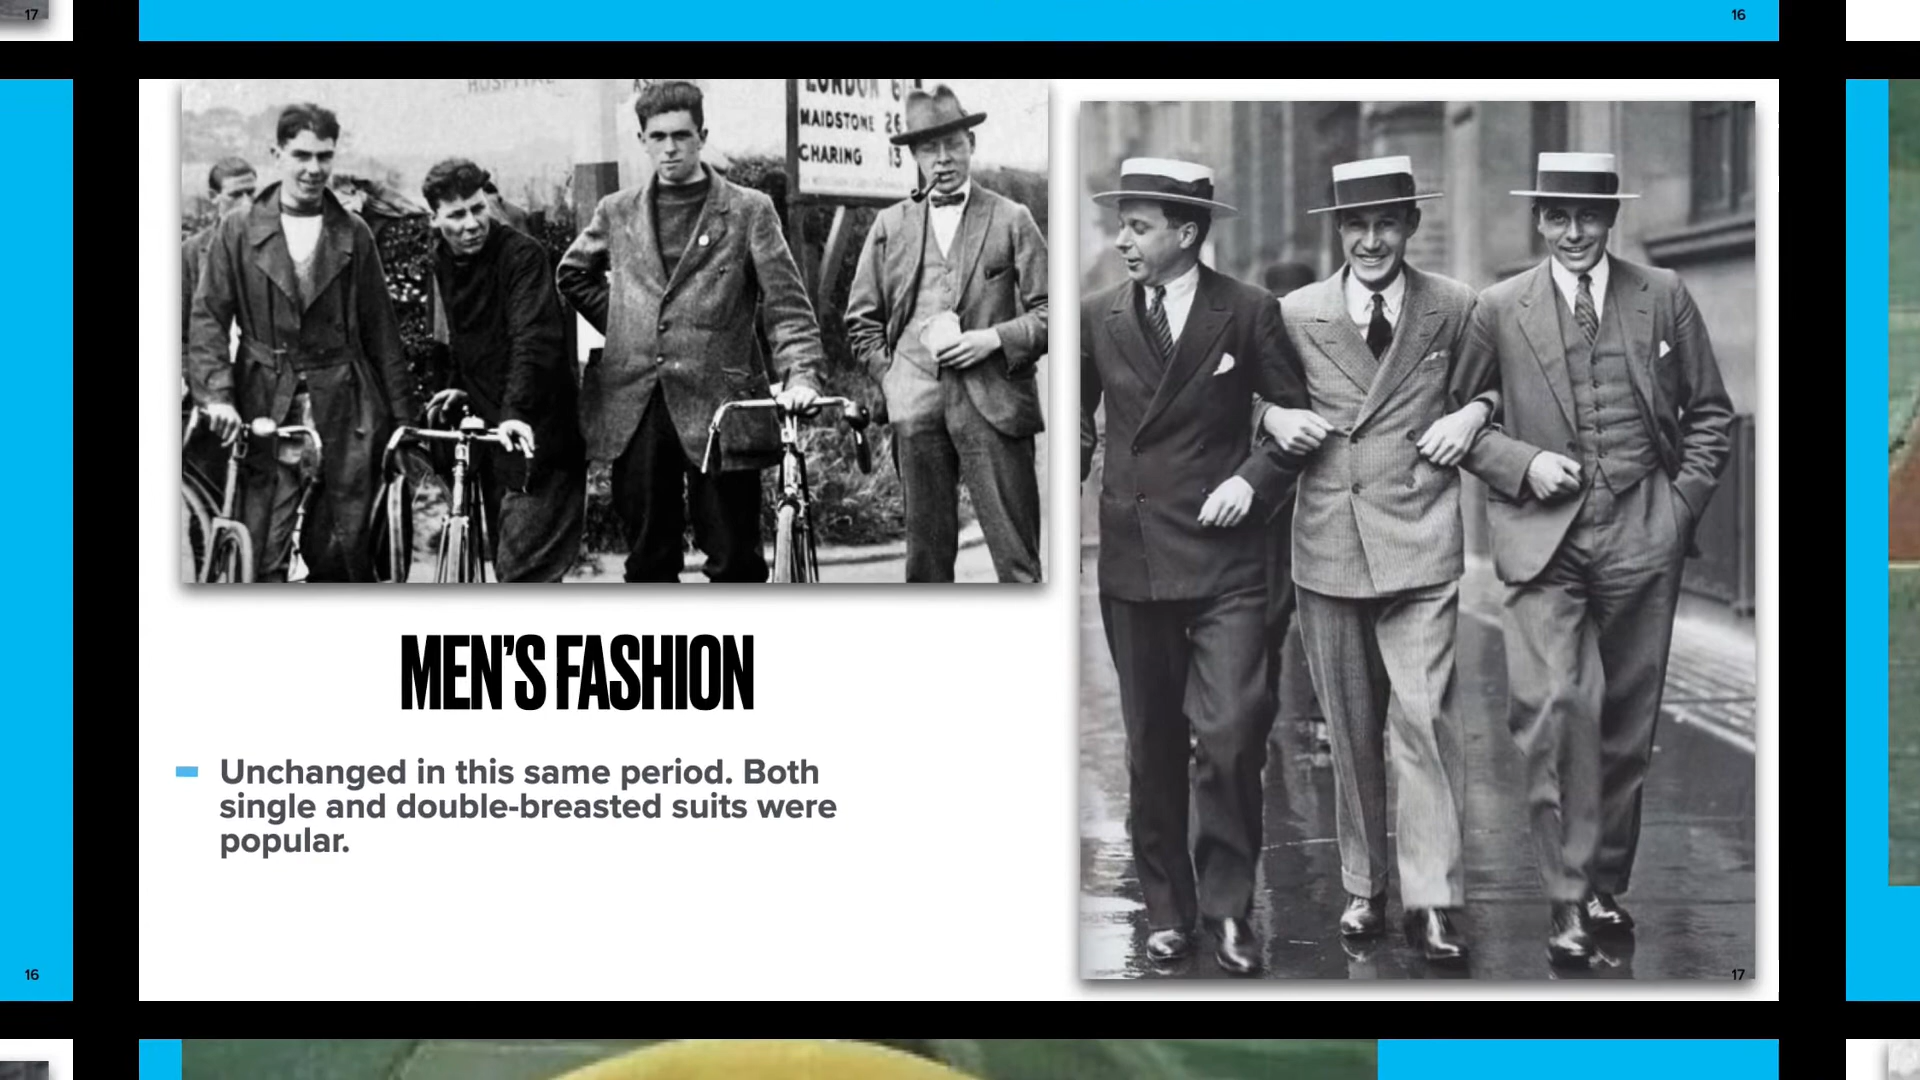 17
16
HOSPITAL
LONDON
MAIDSTONE 26
CHARING 13
MEN'S FASHION
Unchanged in this same period. Both
single and double-breasted suits were
popular.
16
17